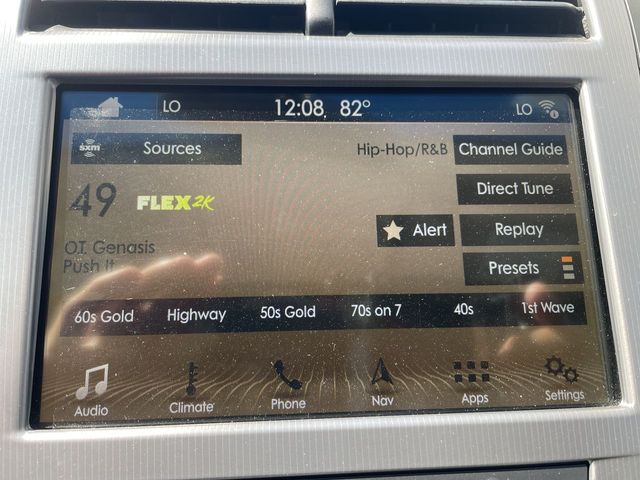 LO 12:08 82° LO
sxm Sources
Hip-Hop/R&B Channel Guide
49 FLEX2K
Direct Tune
Alert Replay
O.T. Genasis
Push It
Presets
60s Gold Highway 50s Gold 70s on 7 40s 1st Wave
Audio Climate Phone Nav Apps Settings